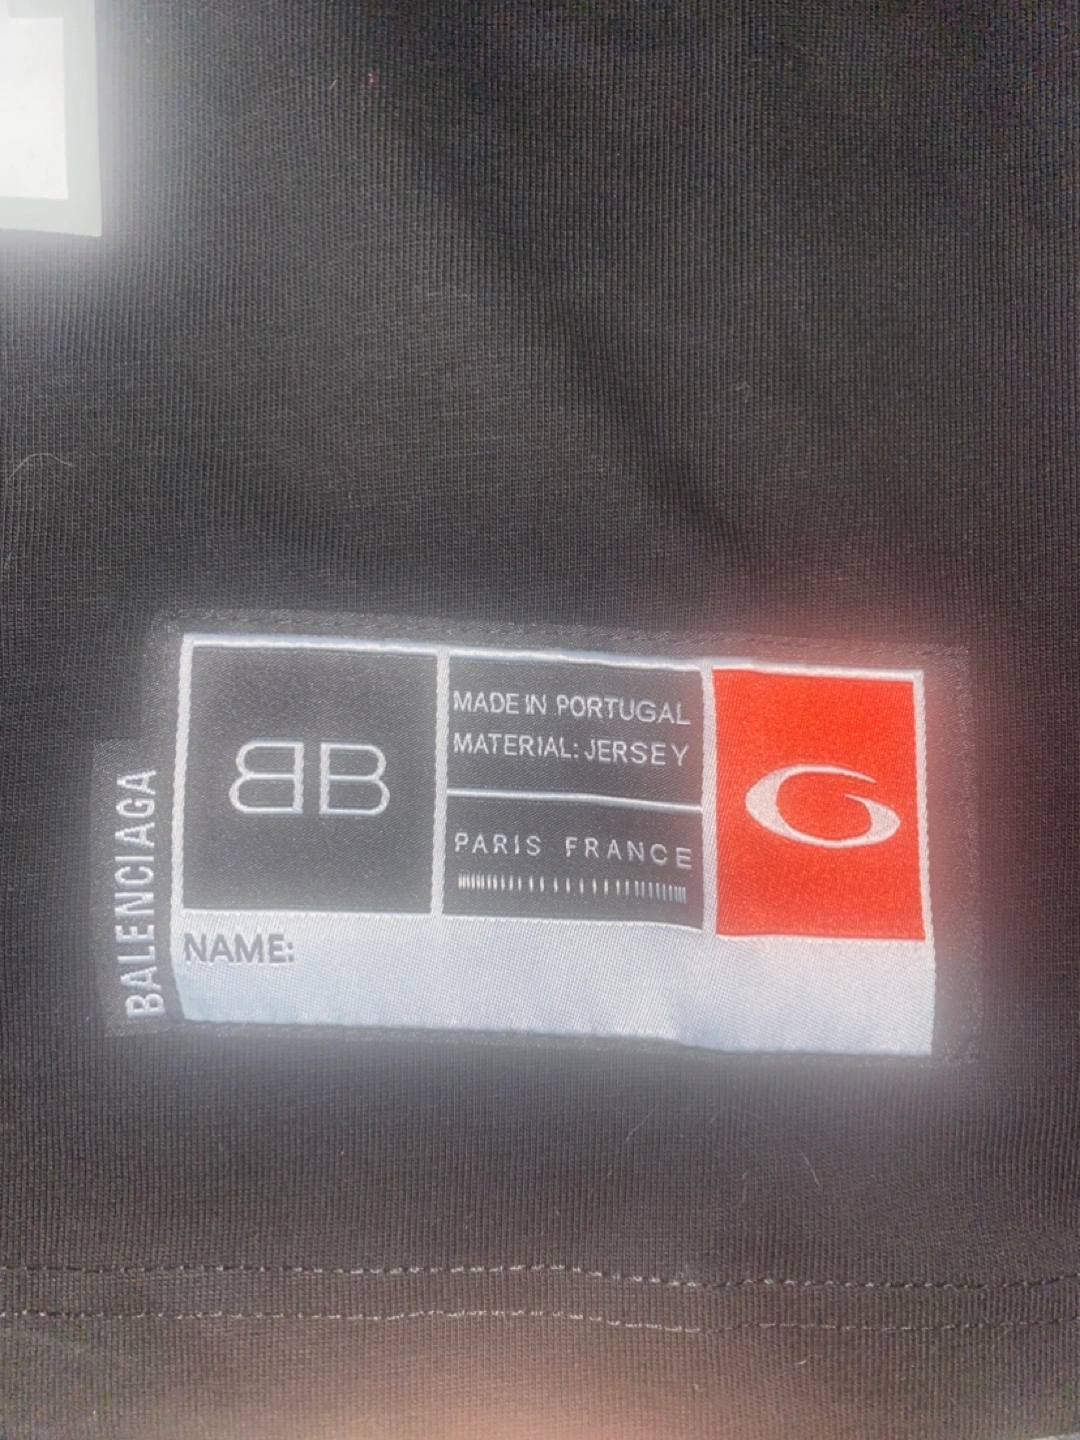 BALENCIAGA
BB
MADE IN PORTUGAL
MATERIAL: JERSEY
PARIS FRANCE
G
NAME: